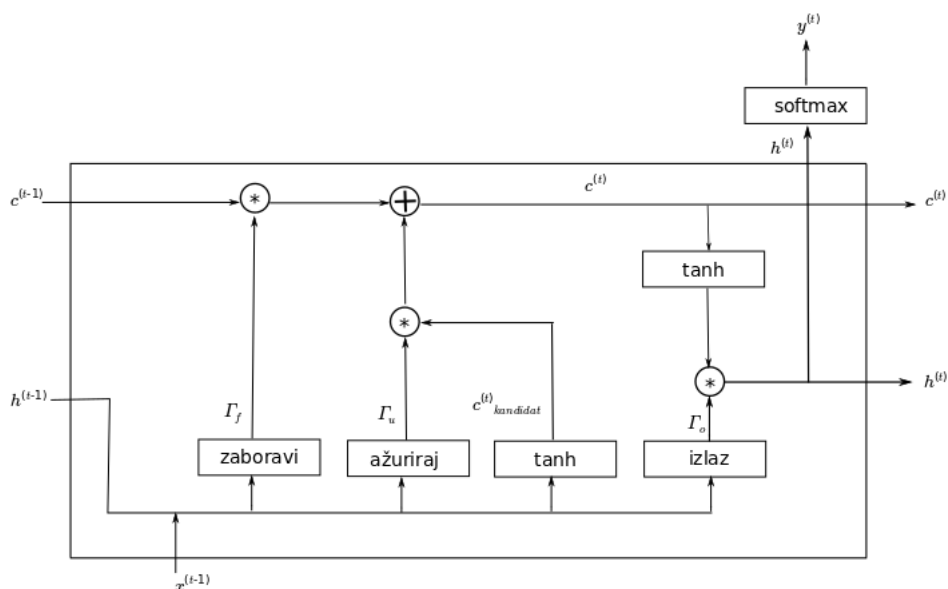 y^(t)
softmax
h^(t)
c^(t-1)
*
+
c^(t)
c^(t)
tanh
*
*
h^(t-1)
h^(t)
Γ_f
Γ_u
c^(t)_kandidat
Γ_o
zaboravi
ažuriraj
tanh
izlaz
x^(t-1)